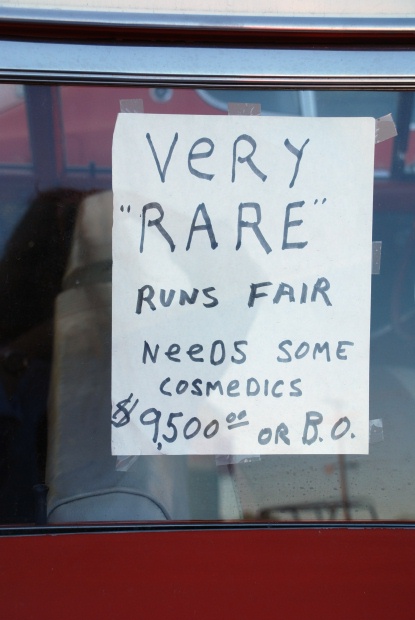 VeRY
"RARE"
RUNS FAIR
NeeDS SOME
COSMEDICS
$9,500.00 OR B.O.